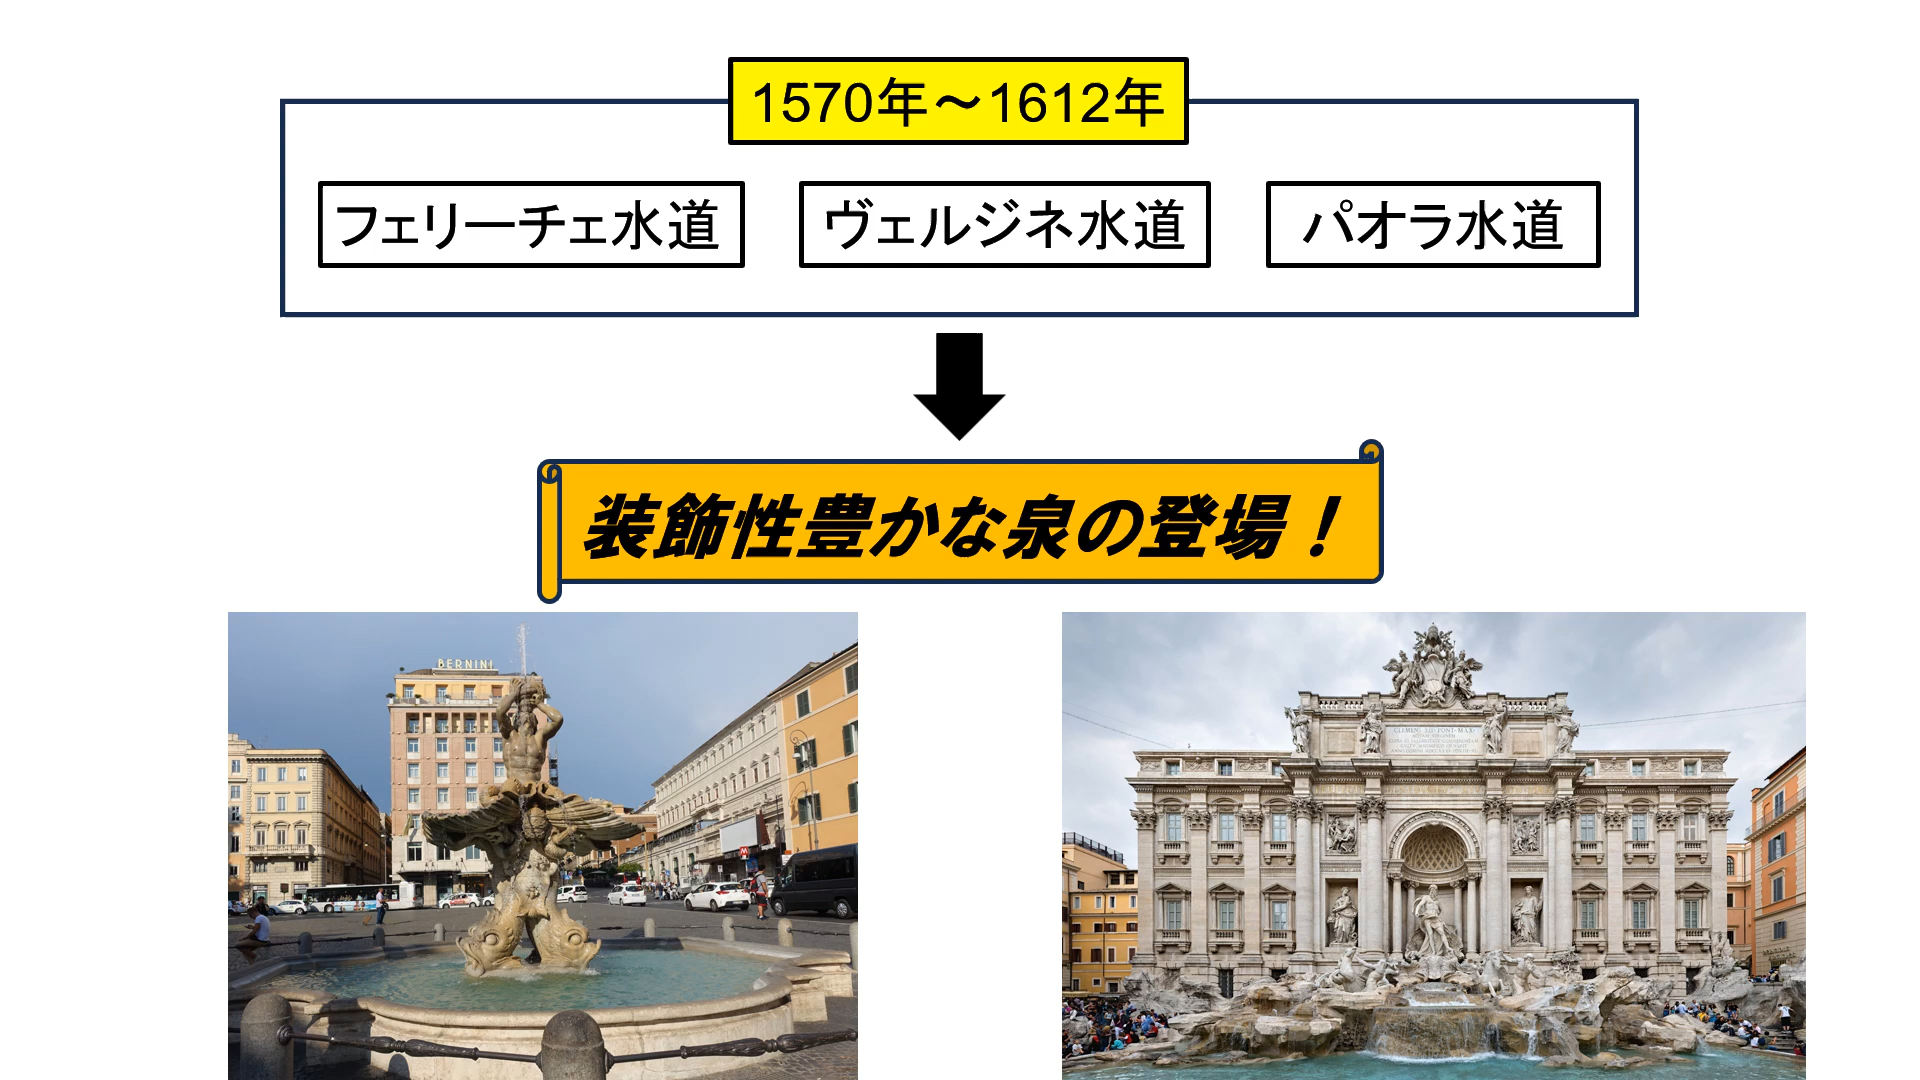 1570年～1612年
フェリーチェ水道
ヴェルジネ水道
パオラ水道
装飾性豊かな泉の登場！
BERNINI